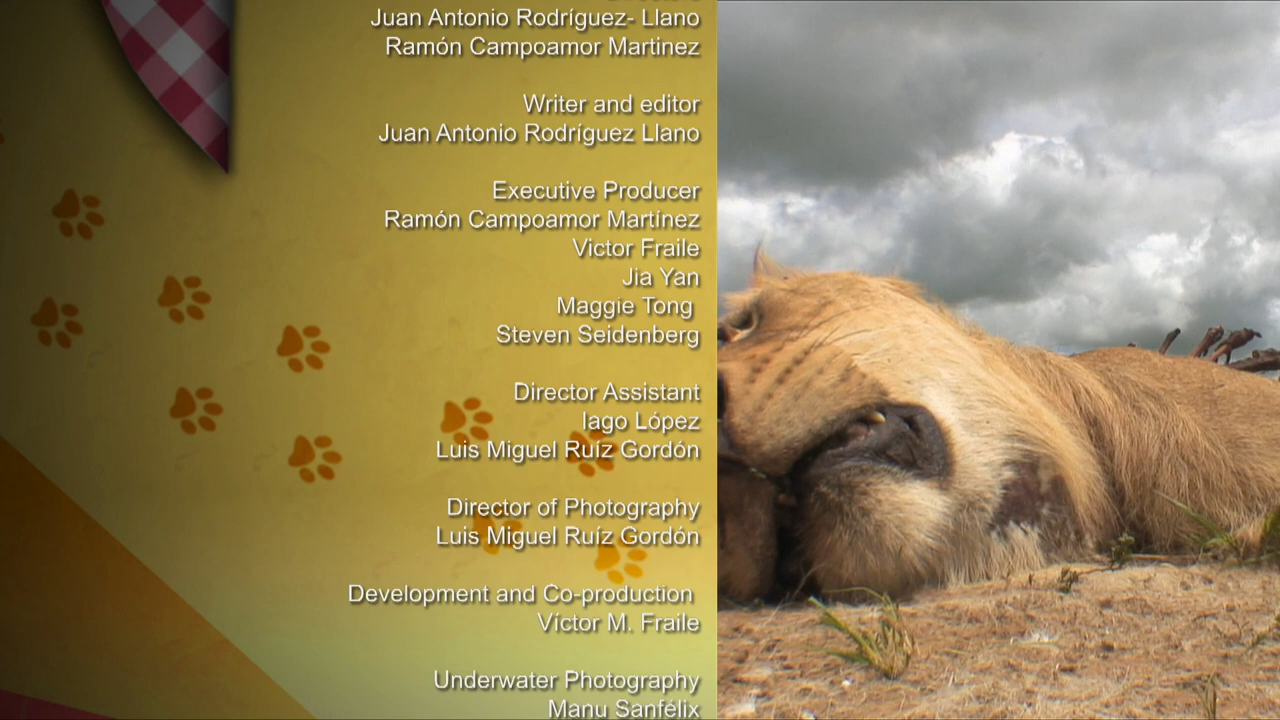 Juan Antonio Rodríguez- Llano
Ramón Campoamor Martinez
Writer and editor
Juan Antonio Rodríguez Llano
Executive Producer
Ramón Campoamor Martínez
Victor Fraile
Jia Yan
Maggie Tong
Steven Seidenberg
Director Assistant
Iago López
Luis Miguel Ruíz Gordón
Director of Photography
Luis Miguel Ruíz Gordón
Development and Co-production
Víctor M. Fraile
Underwater Photography
Manu Sanfélix